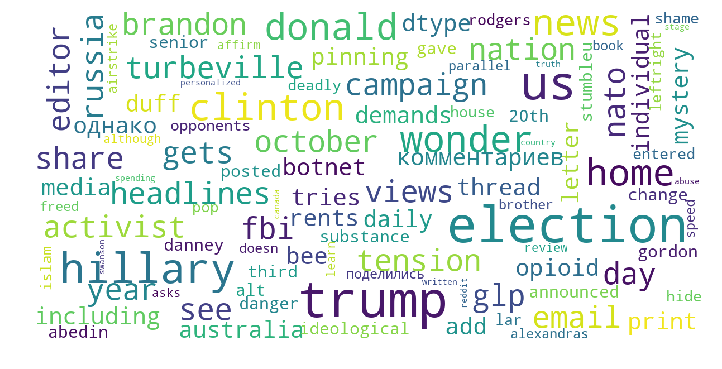 brandon
donald
dtype
rodgers
news
shame
stage
senior
affirm
pinning
gave
nation
book
editor
russia
airstrike
turbeville
parallel
truth
personalized
deadly
campaign
us
stumbleu
nato
individual
leftright
mystery
duff
clinton
demands
house
20th
однако
opponents
october
wonder
letter
although
country
share
gets
botnet
комментариев
entered
home
abuse
spending
posted
media
headlines
tries
views
thread
change
freed
pop
canada
rents
daily
brother
election
speed
activist
fbi
substance
review
gordon
islam
swanson
danney
doesn
learn
tension
hillary
third
bee
поделились
written
opioid
day
year
asks
alt
trump
reddit
glp
announced
hide
see
danger
including
add
lar
email
print
abedin
australia
ideological
alexandras